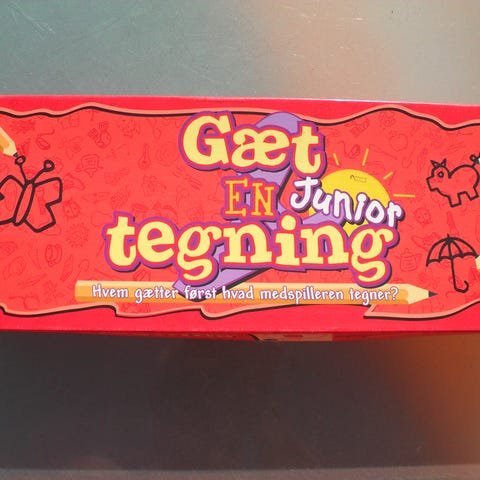 Gæt
EN Junior
tegning
Hvem gætter først hvad medspilleren tegner?